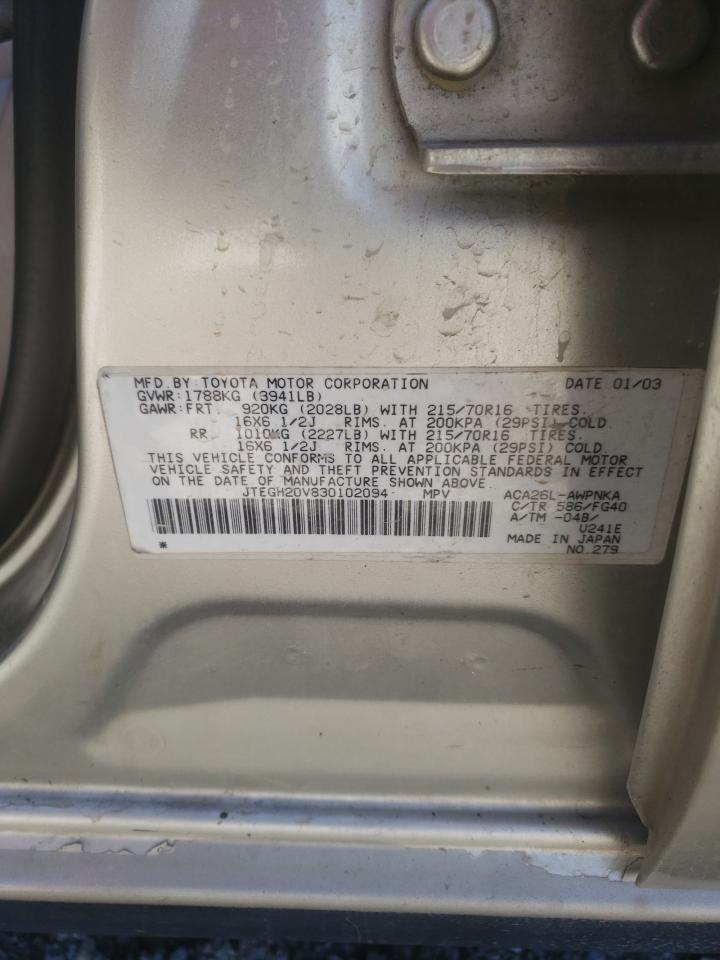 MFD BY: TOYOTA MOTOR CORPORATION DATE 01/03
GVWR: 1788KG (3941LB)
GAWR: FRT. 920KG (2028LB) WITH 215/70R16 TIRES.
16X6 1/2J RIMS. AT 200KPA (29PSI) COLD
RR 1010KG (2227LB) WITH 215/70R16 TIRES.
16X6 1/2J RIMS. AT 200KPA (29PSI) COLD.
THIS VEHICLE CONFORMS TO ALL APPLICABLE FEDERAL MOTOR
VEHICLE SAFETY AND THEFT PREVENTION STANDARDS IN EFFECT
ON THE DATE OF MANUFACTURE SHOWN ABOVE.
JTEGH20V830102094 MPV ACA26L-AWPNKA
C/TR 586/FG40
A/TM -04B/
U241E
MADE IN JAPAN
* NO.279